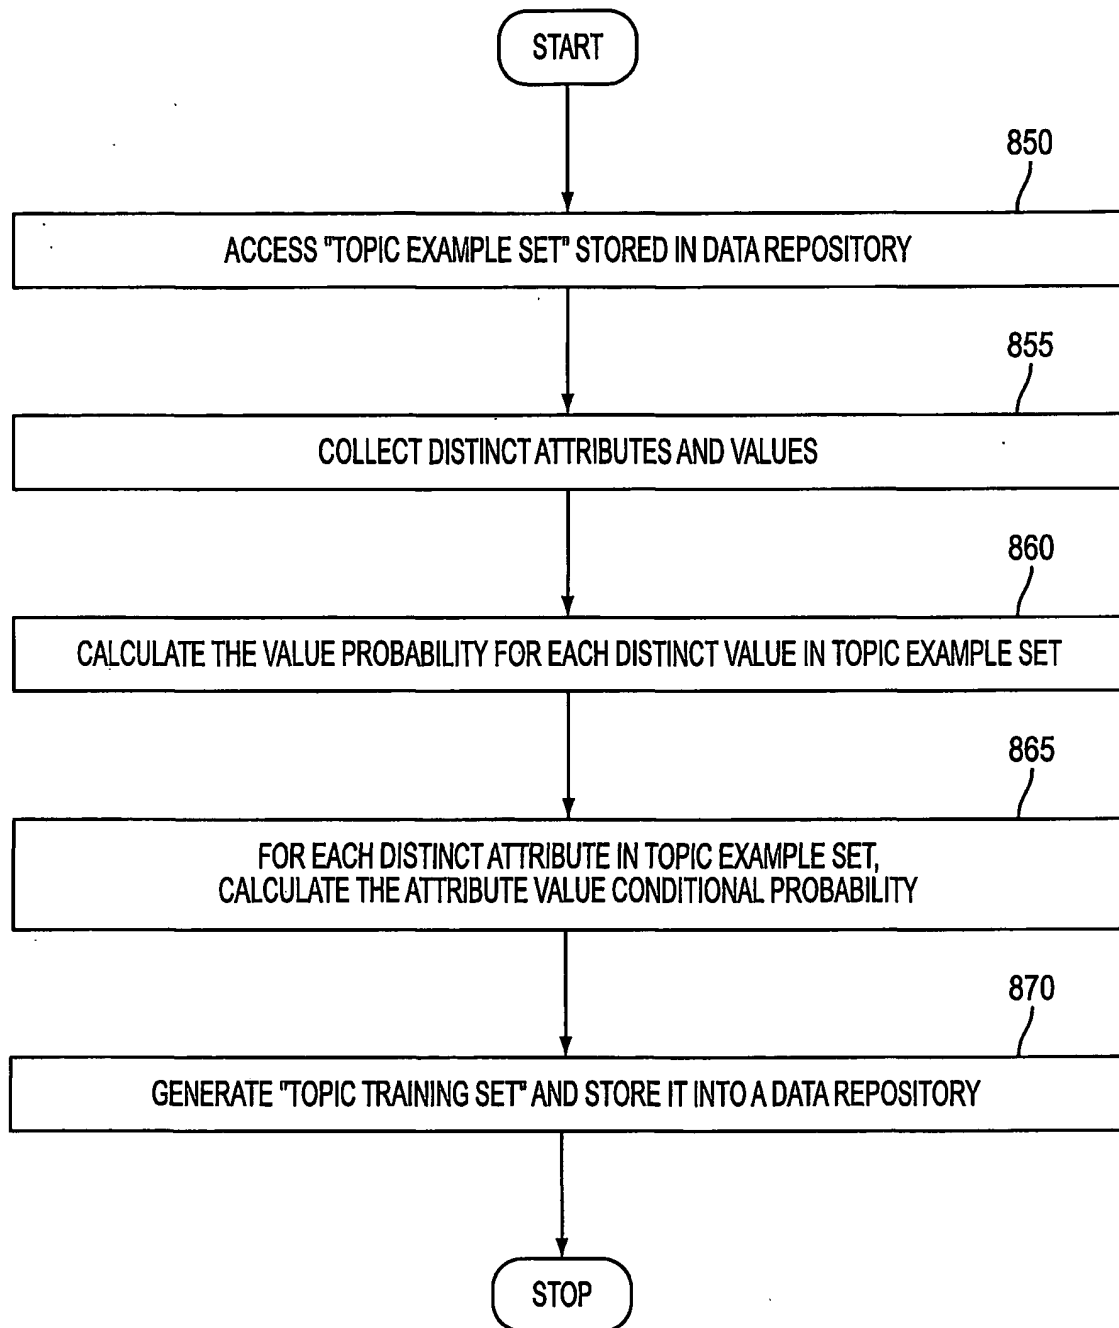 START
850
ACCESS "TOPIC EXAMPLE SET" STORED IN DATA REPOSITORY
855
COLLECT DISTINCT ATTRIBUTES AND VALUES
860
CALCULATE THE VALUE PROBABILITY FOR EACH DISTINCT VALUE IN TOPIC EXAMPLE SET
865
FOR EACH DISTINCT ATTRIBUTE IN TOPIC EXAMPLE SET,
CALCULATE THE ATTRIBUTE VALUE CONDITIONAL PROBABILITY
870
GENERATE "TOPIC TRAINING SET" AND STORE IT INTO A DATA REPOSITORY
STOP